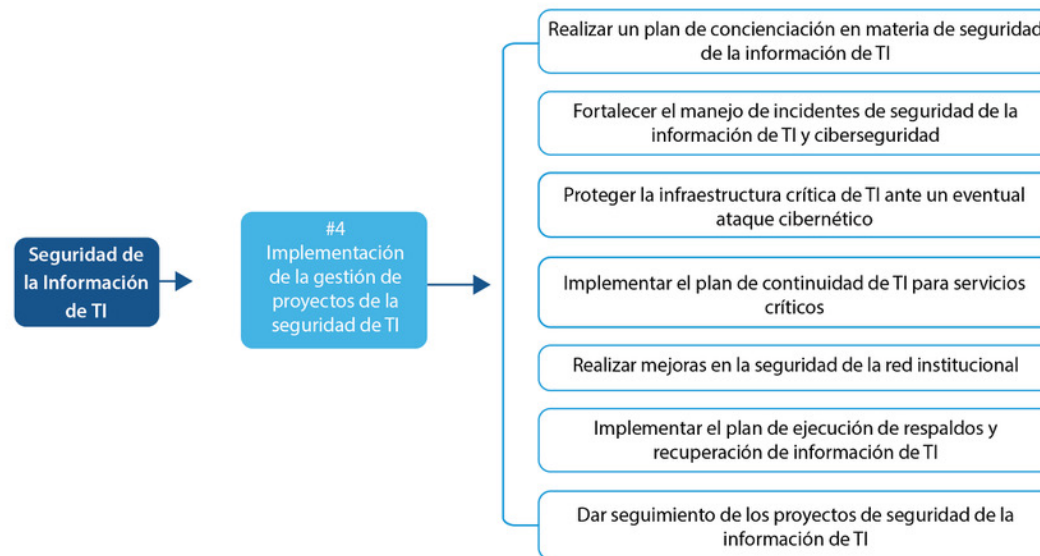 Seguridad de
la Información
de TI
#4
Implementación
de la gestión de
proyectos de la
seguridad de TI
Realizar un plan de concienciación en materia de seguridad
de la información de TI
Fortalecer el manejo de incidentes de seguridad de la
información de TI y ciberseguridad
Proteger la infraestructura crítica de TI ante un eventual
ataque cibernético
Implementar el plan de continuidad de TI para servicios
críticos
Realizar mejoras en la seguridad de la red institucional
Implementar el plan de ejecución de respaldos y
recuperación de información de TI
Dar seguimiento de los proyectos de seguridad de la
información de TI